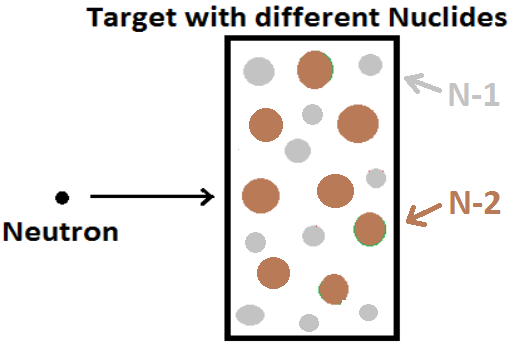 Target with different Nuclides
N-1
N-2
Neutron